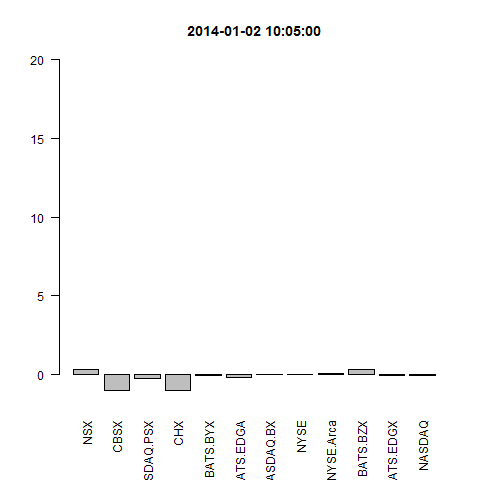 2014-01-02 10:05:00
20
15
10
5
0
NSX
CBSX
SDAQ.PSX
CHX
BATS.BYX
ATS.EDGA
ASDAQ.BX
NYSE
NYSE.Arca
BATS.BZX
ATS.EDGX
NASDAQ